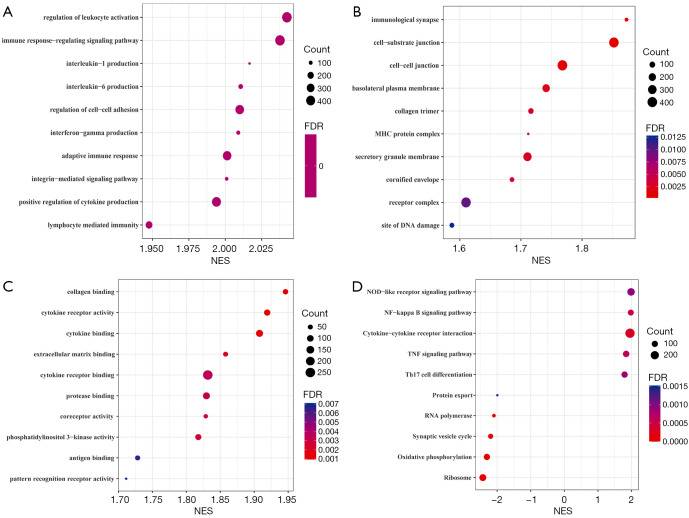 A
regulation of leukocyte activation
immune response−regulating signaling pathway
interleukin−1 production
interleukin−6 production
regulation of cell−cell adhesion
interferon−gamma production
adaptive immune response
integrin−mediated signaling pathway
positive regulation of cytokine production
lymphocyte mediated immunity
1.950 1.975 2.000 2.025
NES
Count
100
200
300
400
FDR
0
B
immunological synapse
cell−substrate junction
cell−cell junction
basolateral plasma membrane
collagen trimer
MHC protein complex
secretory granule membrane
cornified envelope
receptor complex
site of DNA damage
1.6 1.7 1.8
NES
Count
100
200
300
400
FDR
0.0125
0.0100
0.0075
0.0050
0.0025
C
collagen binding
cytokine receptor activity
cytokine binding
extracellular matrix binding
cytokine receptor binding
protease binding
coreceptor activity
phosphatidylinositol 3−kinase activity
antigen binding
pattern recognition receptor activity
1.70 1.75 1.80 1.85 1.90 1.95
NES
Count
50
100
150
200
250
FDR
0.007
0.006
0.005
0.004
0.003
0.002
0.001
D
NOD−like receptor signaling pathway
NF−kappa B signaling pathway
Cytokine−cytokine receptor interaction
TNF signaling pathway
Th17 cell differentiation
Protein export
RNA polymerase
Synaptic vesicle cycle
Oxidative phosphorylation
Ribosome
−2 −1 0 1 2
NES
Count
100
200
FDR
0.0015
0.0010
0.0005
0.0000